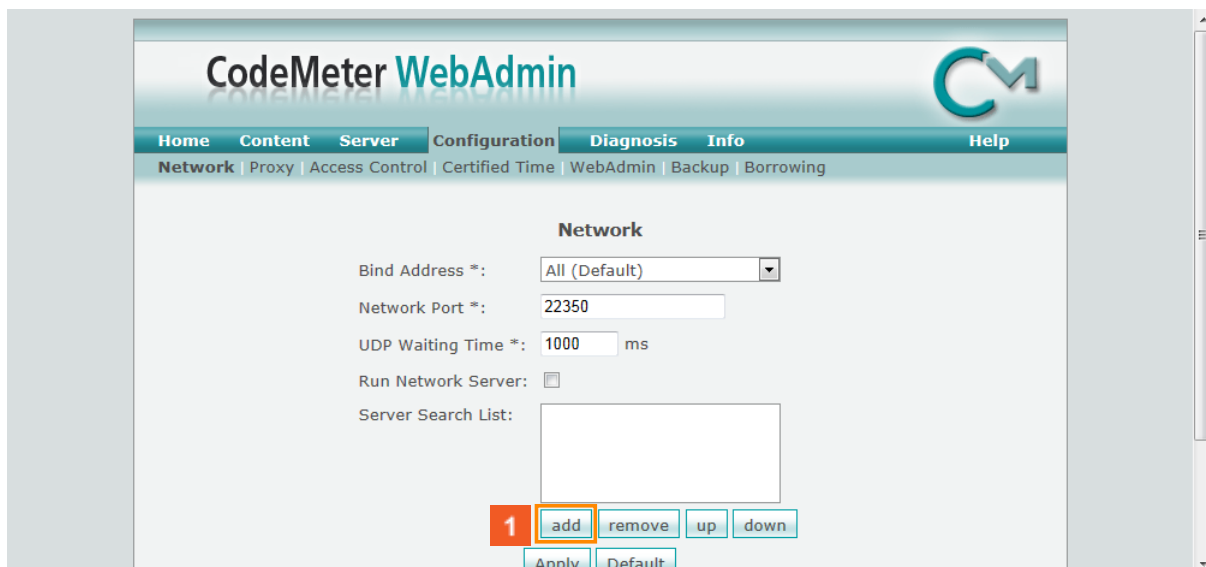 CodeMeter WebAdmin
CM
Home Content Server Configuration Diagnosis Info Help
Network | Proxy | Access Control | Certified Time | WebAdmin | Backup | Borrowing
Network
Bind Address *: All (Default)
Network Port *: 22350
UDP Waiting Time *: 1000 ms
Run Network Server:
Server Search List:
1 add remove up down
Apply Default